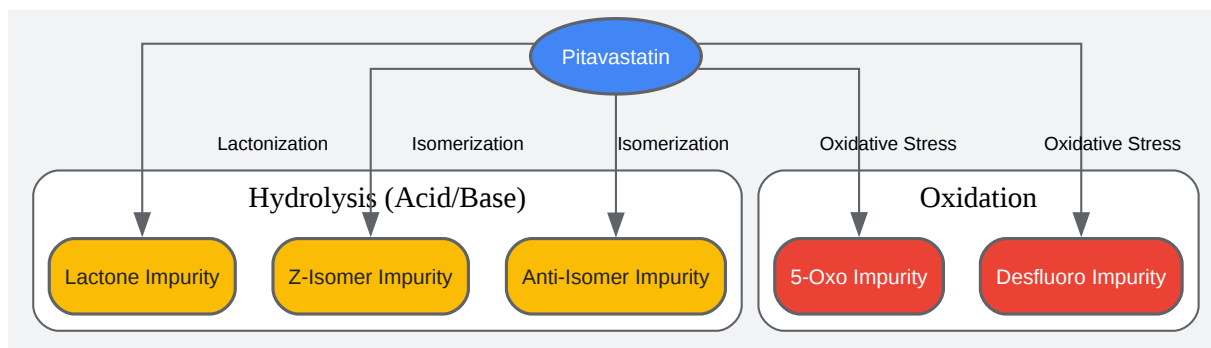 Pitavastatin
Lactonization
Isomerization
Isomerization
Oxidative Stress
Oxidative Stress
Hydrolysis (Acid/Base)
Oxidation
Lactone Impurity
Z-Isomer Impurity
Anti-Isomer Impurity
5-Oxo Impurity
Desfluoro Impurity